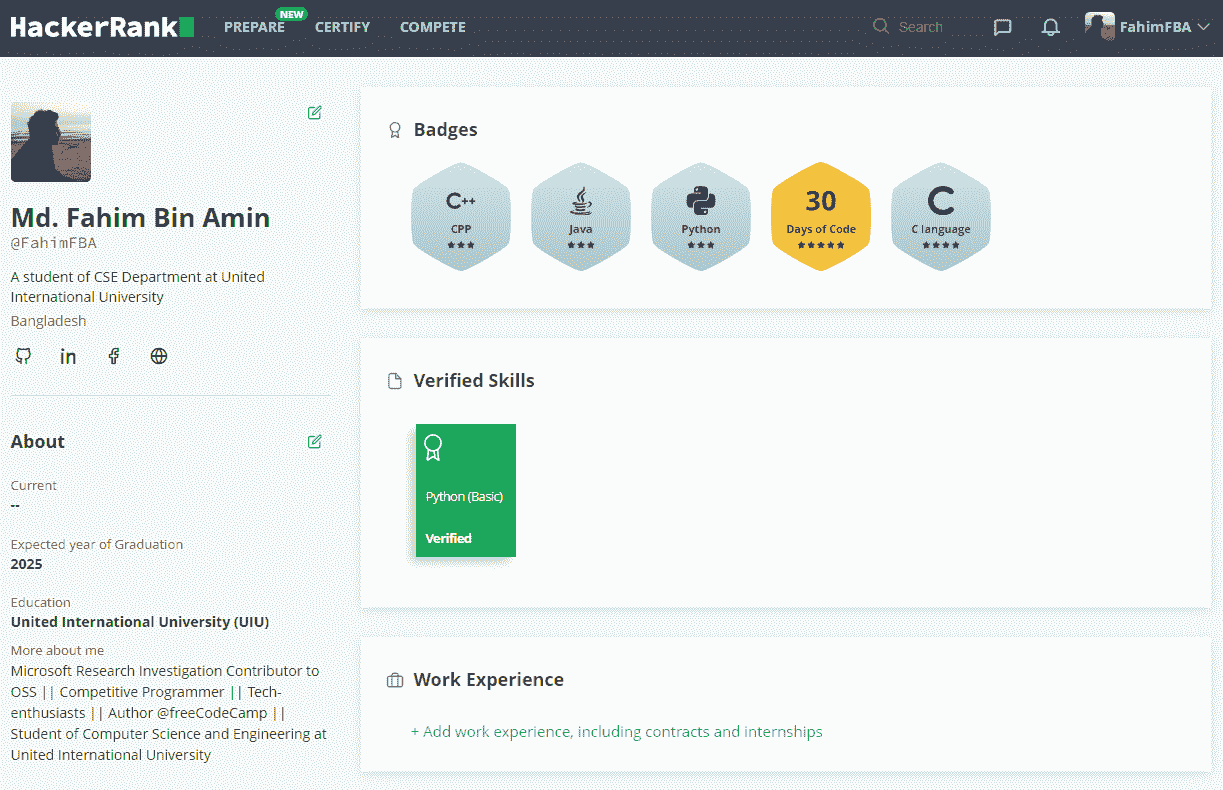 HackerRank
PREPARE NEW CERTIFY COMPETE Search FahimFBA
Md. Fahim Bin Amin
@FahimFBA
A student of CSE Department at United
International University
Bangladesh
About
Current
--
Expected year of Graduation
2025
Education
United International University (UIU)
More about me
Microsoft Research Investigation Contributor to
OSS || Competitive Programmer || Tech-
enthusiasts || Author @freeCodeCamp ||
Student of Computer Science and Engineering at
United International University
Badges
C++
CPP
Java
Python
30
Days of Code
C
C language
Verified Skills
Python (Basic)
Verified
Work Experience
+ Add work experience, including contracts and internships